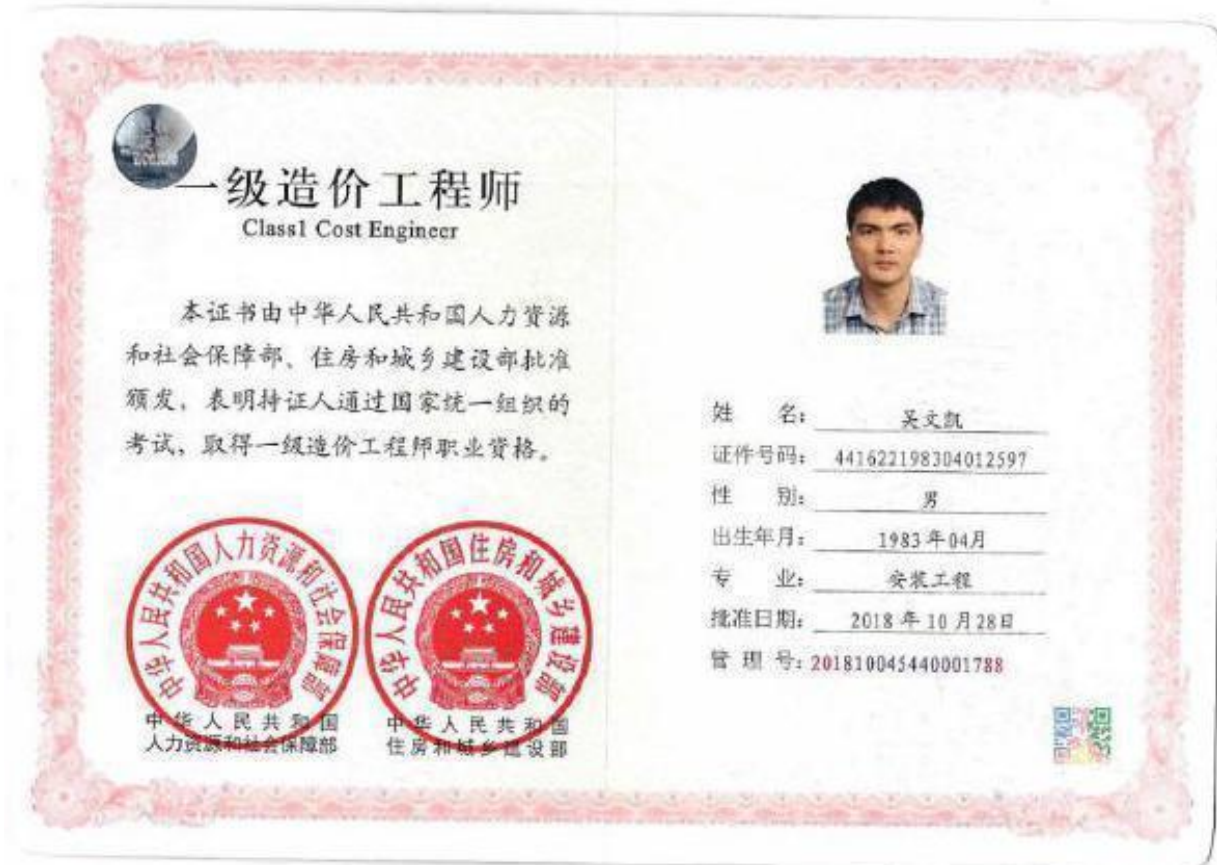 一级造价工程师
Class1 Cost Engineer
本证书由中华人民共和国人力资源
和社会保障部、住房和城乡建设部批准
颁发，表明持证人通过国家统一组织的
考试，取得一级造价工程师职业资格。
中华人民共和国人力资源和社会保障部
中华人民共和国住房和城乡建设部
中华人民共和国
人力资源和社会保障部
中华人民共和国
住房和城乡建设部
姓 名：吴文凯
证件号码：441622198304012597
性 别：男
出生年月：1983年04月
专 业：安装工程
批准日期：2018年10月28日
管理号：201810045440001788